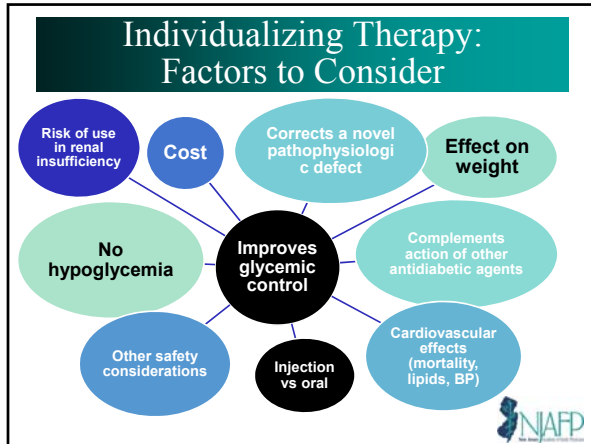 Individualizing Therapy:
Factors to Consider
Risk of use
in renal
insufficiency
Cost
Corrects a novel
pathophysiologi
c defect
Effect on
weight
No
hypoglycemia
Improves
glycemic
control
Complements
action of other
antidiabetic agents
Other safety
considerations
Injection
vs oral
Cardiovascular
effects
(mortality,
lipids, BP)
NJAFP